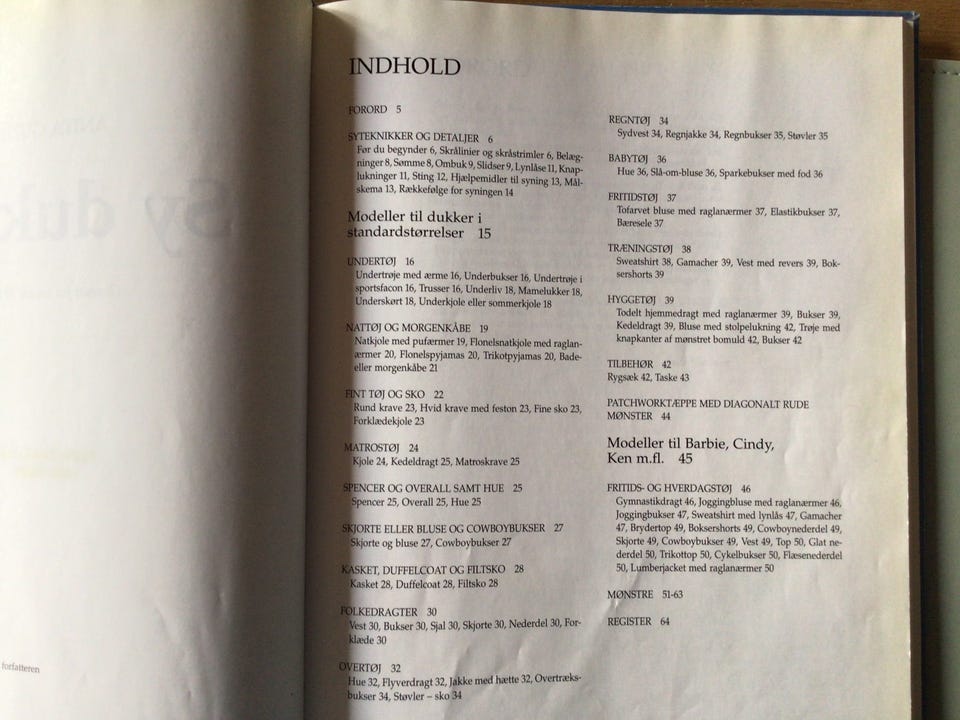 forfatteren
INDHOLD
FORORD 5
SYTEKNIKKER OG DETALJER 6
Før du begynder 6, Skrålinier og skråstrimler 6, Belæg-
ninger 8, Sømme 8, Ombuk 9, Slidser 9, Lynlåse 11, Knap-
lukninger 11, Sting 12, Hjælpemidler til syning 13, Mål-
skema 13, Rækkefølge for syningen 14
Modeller til dukker i
standardstørrelser 15
UNDERTØJ 16
Undertrøje med ærme 16, Underbukser 16, Undertrøje i
sportsfacon 16, Trusser 16, Underliv 18, Mamelukker 18,
Underskørt 18, Underkjole eller sommerkjole 18
NATTØJ OG MORGENKÅBE 19
Natkjole med pufærmer 19, Flonelsnatkjole med raglan-
ærmer 20, Flonelspyjamas 20, Trikotpyjamas 20, Bade-
eller morgenkåbe 21
FINT TØJ OG SKO 22
Rund krave 23, Hvid krave med feston 23, Fine sko 23,
Forklædekjole 23
MATROSTØJ 24
Kjole 24, Kedeldragt 25, Matroskrave 25
SPENCER OG OVERALL SAMT HUE 25
Spencer 25, Overall 25, Hue 25
SKJORTE ELLER BLUSE OG COWBOYBUKSER 27
Skjorte og bluse 27, Cowboybukser 27
KASKET, DUFFELCOAT OG FILTSKO 28
Kasket 28, Duffelcoat 28, Filtsko 28
FOLKEDRAGTER 30
Vest 30, Bukser 30, Sjal 30, Skjorte 30, Nederdel 30, For-
klæde 30
OVERTØJ 32
Hue 32, Flyverdragt 32, Jakke med hætte 32, Overtræks-
bukser 34, Støvler – sko 34
REGNTØJ 34
Sydvest 34, Regnjakke 34, Regnbukser 35, Støvler 35
BABYTØJ 36
Hue 36, Slå-om-bluse 36, Sparkebukser med fod 36
FRITIDSTØJ 37
Tofarvet bluse med raglanærmer 37, Elastikbukser 37,
Bæresele 37
TRÆNINGSTØJ 38
Sweatshirt 38, Gamacher 39, Vest med revers 39, Bok-
sershorts 39
HYGGETØJ 39
Todelt hjemmedragt med raglanærmer 39, Bukser 39,
Kedeldragt 39, Bluse med stolpelukning 42, Trøje med
knapkanter af mønstret bomuld 42, Bukser 42
TILBEHØR 42
Rygsæk 42, Taske 43
PATCHWORKTÆPPE MED DIAGONALT RUDE
MØNSTER 44
Modeller til Barbie, Cindy,
Ken m.fl. 45
FRITIDS- OG HVERDAGSTØJ 46
Gymnastikdragt 46, Joggingbluse med raglanærmer 46,
Joggingbukser 47, Sweatshirt med lynlås 47, Gamacher
47, Brydertop 49, Boksershorts 49, Cowboynederdel 49,
Skjorte 49, Cowboybukser 49, Vest 49, Top 50, Glat ne-
derdel 50, Trikottop 50, Cykelbukser 50, Flæsenederdel
50, Lumberjacket med raglanærmer 50
MØNSTRE 51-63
REGISTER 64